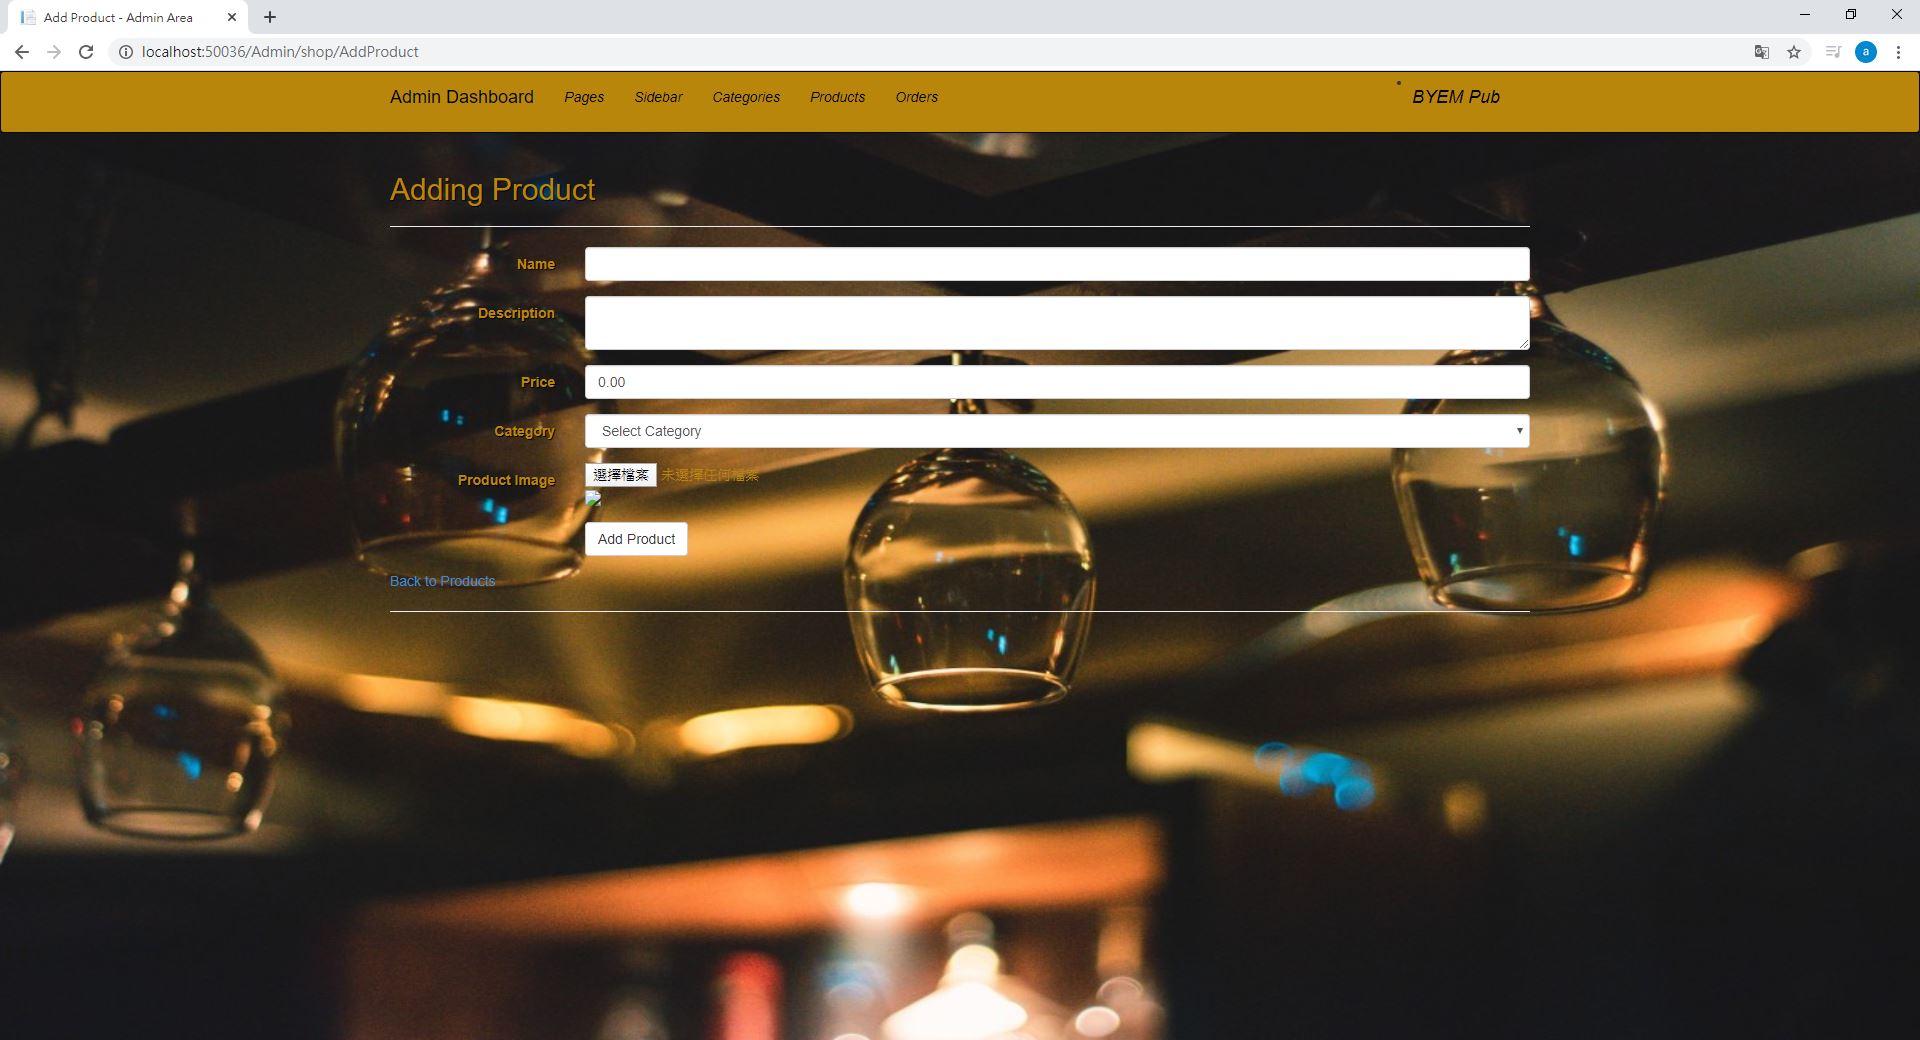 Add Product - Admin Area
localhost:50036/Admin/shop/AddProduct
a
Admin Dashboard Pages Sidebar Categories Products Orders BYEM Pub
Adding Product
Name
Description
Price 0.00
Category Select Category
Product Image 選擇檔案 未選擇任何檔案
Add Product
Back to Products